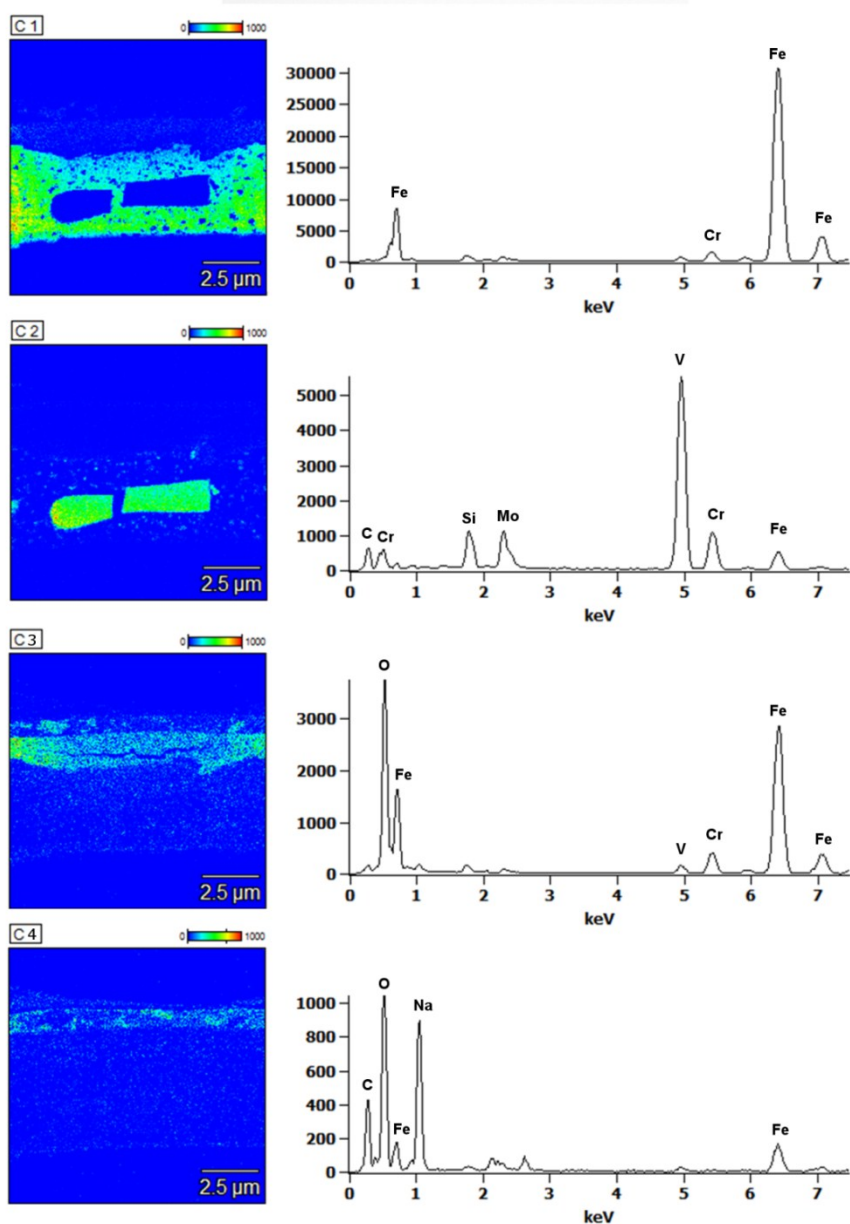 C 1
0 1000
2.5 µm
Fe
30000
25000
20000
15000
10000
5000
0
Fe
Cr
Fe
0 1 2 3 4 5 6 7
keV
C 2
0 1000
2.5 µm
V
5000
4000
3000
2000
1000
0
C Cr Si Mo Cr Fe
0 1 2 3 4 5 6 7
keV
C 3
0 1000
2.5 µm
O
Fe
3000
2000
1000
0
Fe
V Cr Fe
0 1 2 3 4 5 6 7
keV
C 4
0 1000
2.5 µm
O
Na
1000
800
600
400
200
0
C
Fe
Fe
0 1 2 3 4 5 6 7
keV